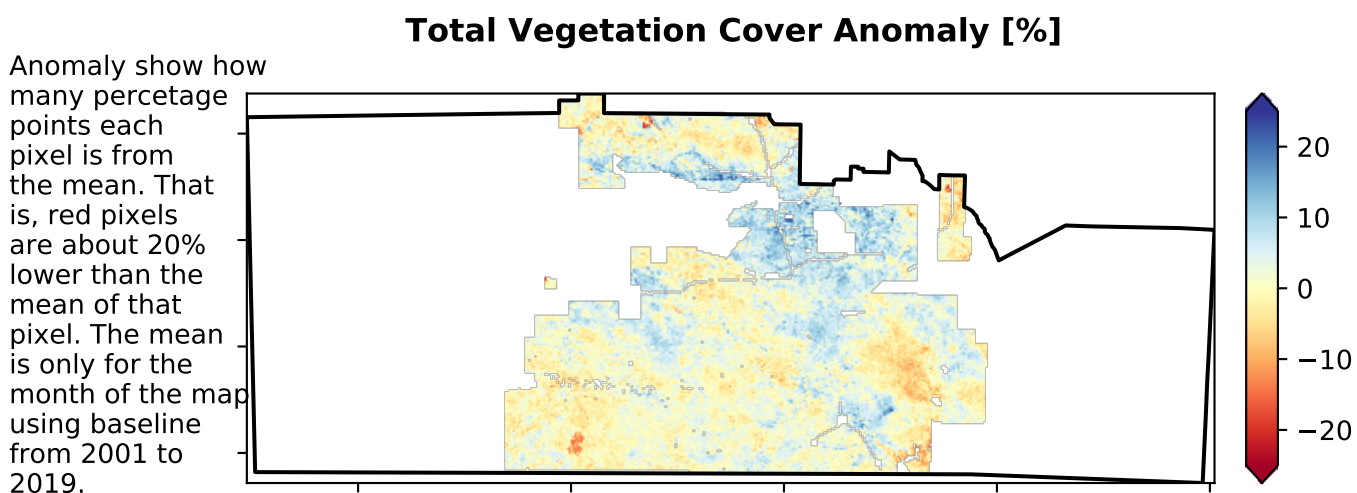 Total Vegetation Cover Anomaly [%]
Anomaly show how
many percetage
points each
pixel is from
the mean. That
is, red pixels
are about 20%
lower than the
mean of that
pixel. The mean
is only for the
month of the map
using baseline
from 2001 to
2019.
20
10
0
−10
−20